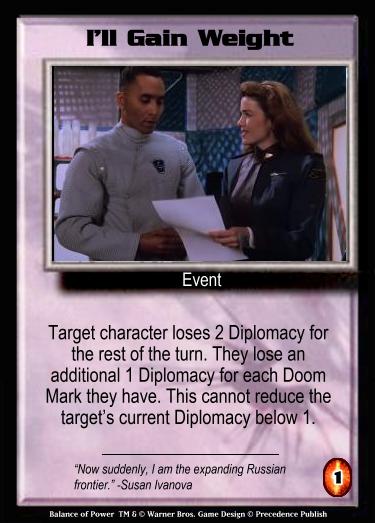 I'll Gain Weight
Event
Target character loses 2 Diplomacy for
the rest of the turn. They lose an
additional 1 Diplomacy for each Doom
Mark they have. This cannot reduce the
target's current Diplomacy below 1.
"Now suddenly, I am the expanding Russian
frontier." -Susan Ivanova
1
Balance of Power TM & © Warner Bros. Game Design © Precedence Publish